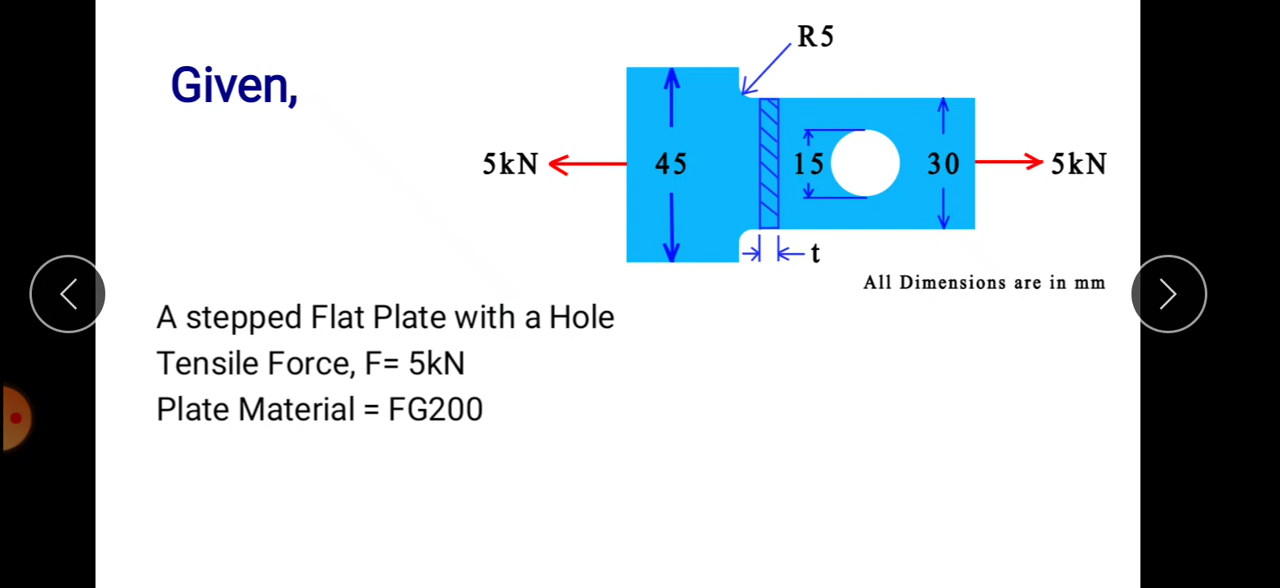 Given,
R5
5kN
45
15
30
5kN
t
All Dimensions are in mm
A stepped Flat Plate with a Hole
Tensile Force, F= 5kN
Plate Material = FG200